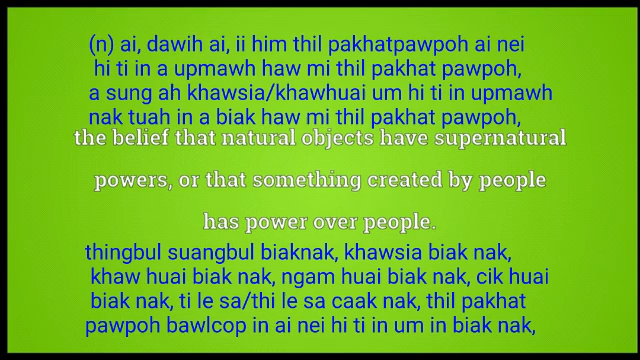 (n) ai, dawih ai, ii him thil pakhatpawpoh ai nei
hi ti in a upmawh haw mi thil pakhat pawpoh,
a sung ah khawsia/khawhuai um hi ti in upmawh
nak tuah in a biak haw mi thil pakhat pawpoh,
the belief that natural objects have supernatural
powers, or that something created by people
has power over people.
thingbul suangbul biaknak, khawsia biak nak,
khaw huai biak nak, ngam huai biak nak, cik huai
biak nak, ti le sa/thi le sa caak nak, thil pakhat
pawpoh bawlcop in ai nei hi ti in um in biak nak,